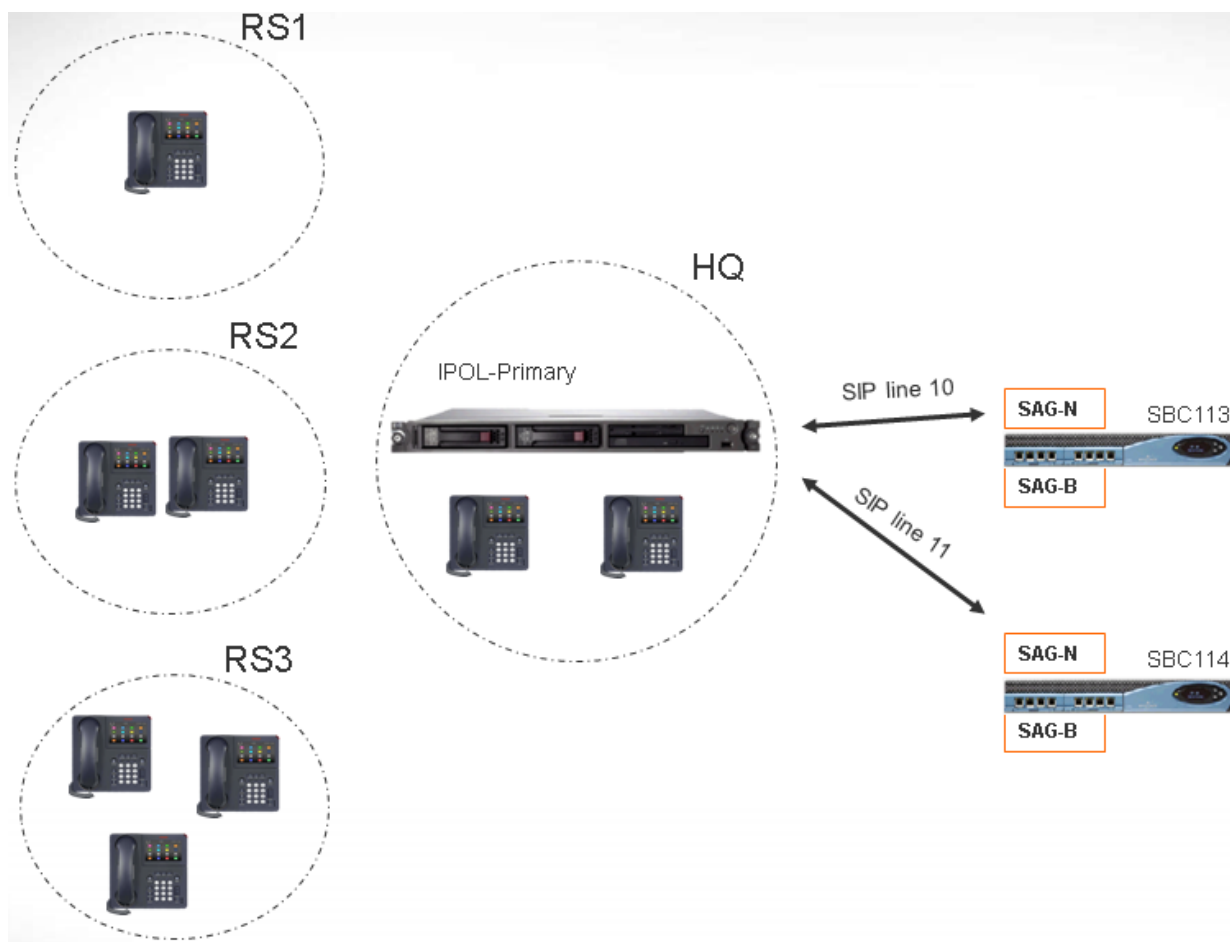 RS1
RS2
RS3
HQ
IPOL-Primary
SIP line 10
SIP line 11
SAG-N
SBC113
SAG-B
SAG-N
SBC114
SAG-B